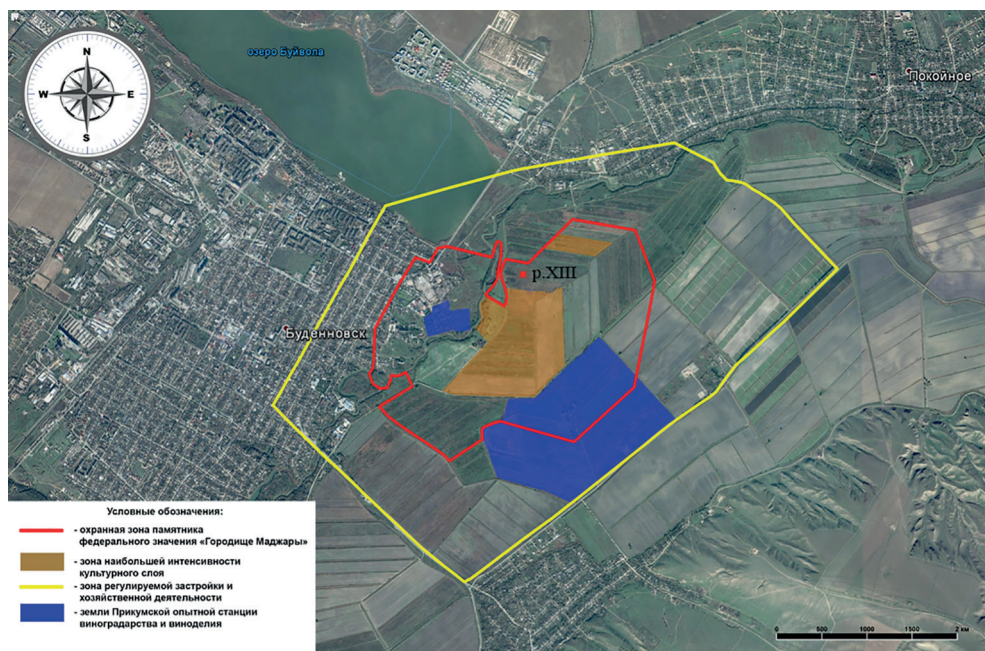 озеро Буйвола
N
W
E
S
Покойное
р.XIII
Буденновск
Условные обозначения:
- охранная зона памятника
федерального значения «Городище Маджары»
- зона наибольшей интенсивности
культурного слоя
- зона регулируемой застройки и
хозяйственной деятельности
- земли Прикумской опытной станции
виноградарства и виноделия
0 500 1000 1500 2 км